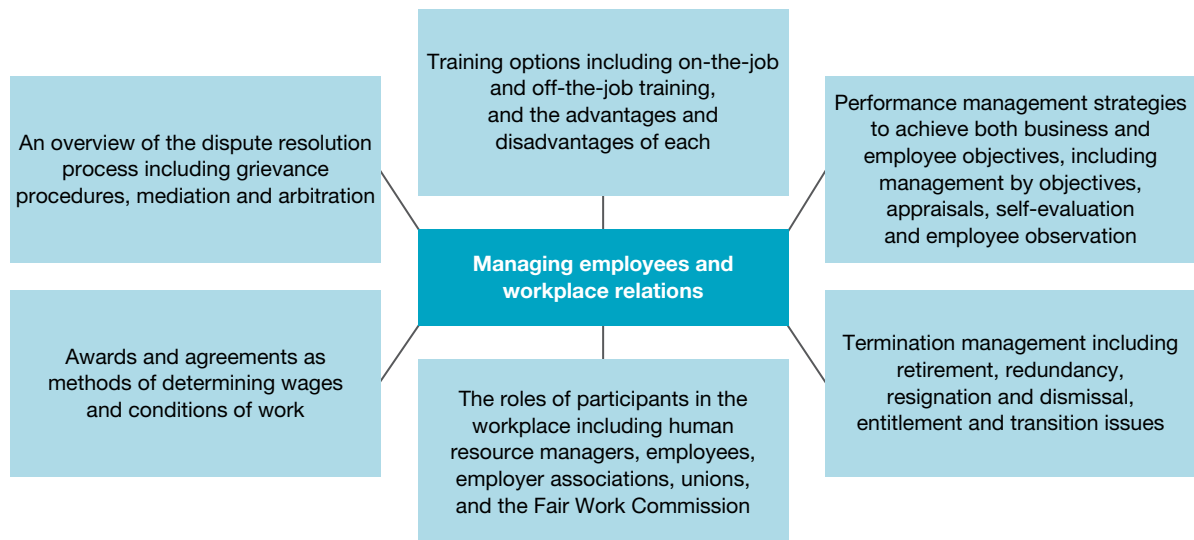 Training options including on-the-job
and off-the-job training,
and the advantages and
disadvantages of each
An overview of the dispute resolution
process including grievance
procedures, mediation and arbitration
Performance management strategies
to achieve both business and
employee objectives, including
management by objectives,
appraisals, self-evaluation
and employee observation
Managing employees and
workplace relations
Awards and agreements as
methods of determining wages
and conditions of work
The roles of participants in the
workplace including human
resource managers, employees,
employer associations, unions,
and the Fair Work Commission
Termination management including
retirement, redundancy,
resignation and dismissal,
entitlement and transition issues